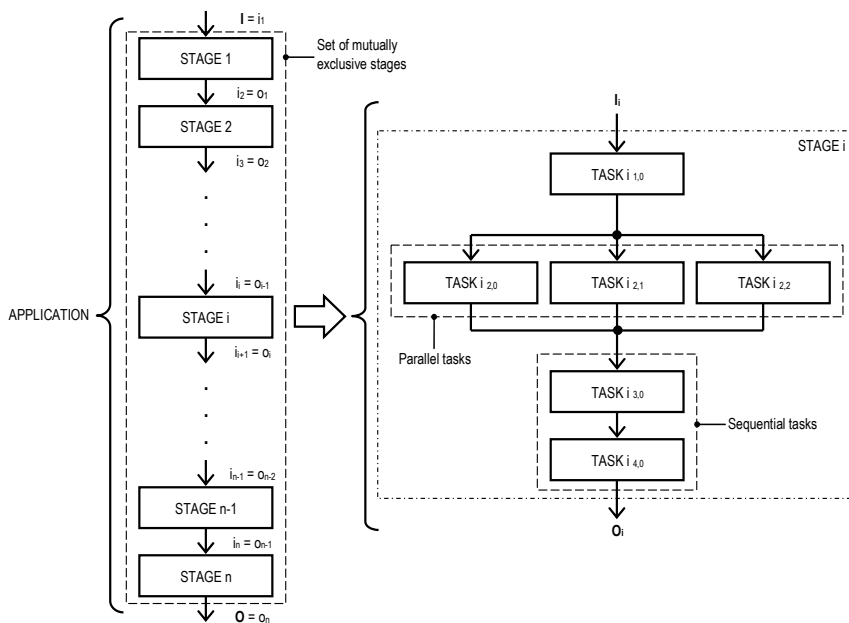 I = i1
STAGE 1
Set of mutually
exclusive stages
i2 = o1
STAGE 2
i3 = o2
.
.
.
ii = oi-1
APPLICATION
STAGE i
ii+1 = oi
.
.
.
in-1 = on-2
STAGE n-1
in = on-1
STAGE n
O = on
Ii
STAGE i
TASK i 1,0
TASK i 2,0
TASK i 2,1
TASK i 2,2
Parallel tasks
TASK i 3,0
Sequential tasks
TASK i 4,0
Oi